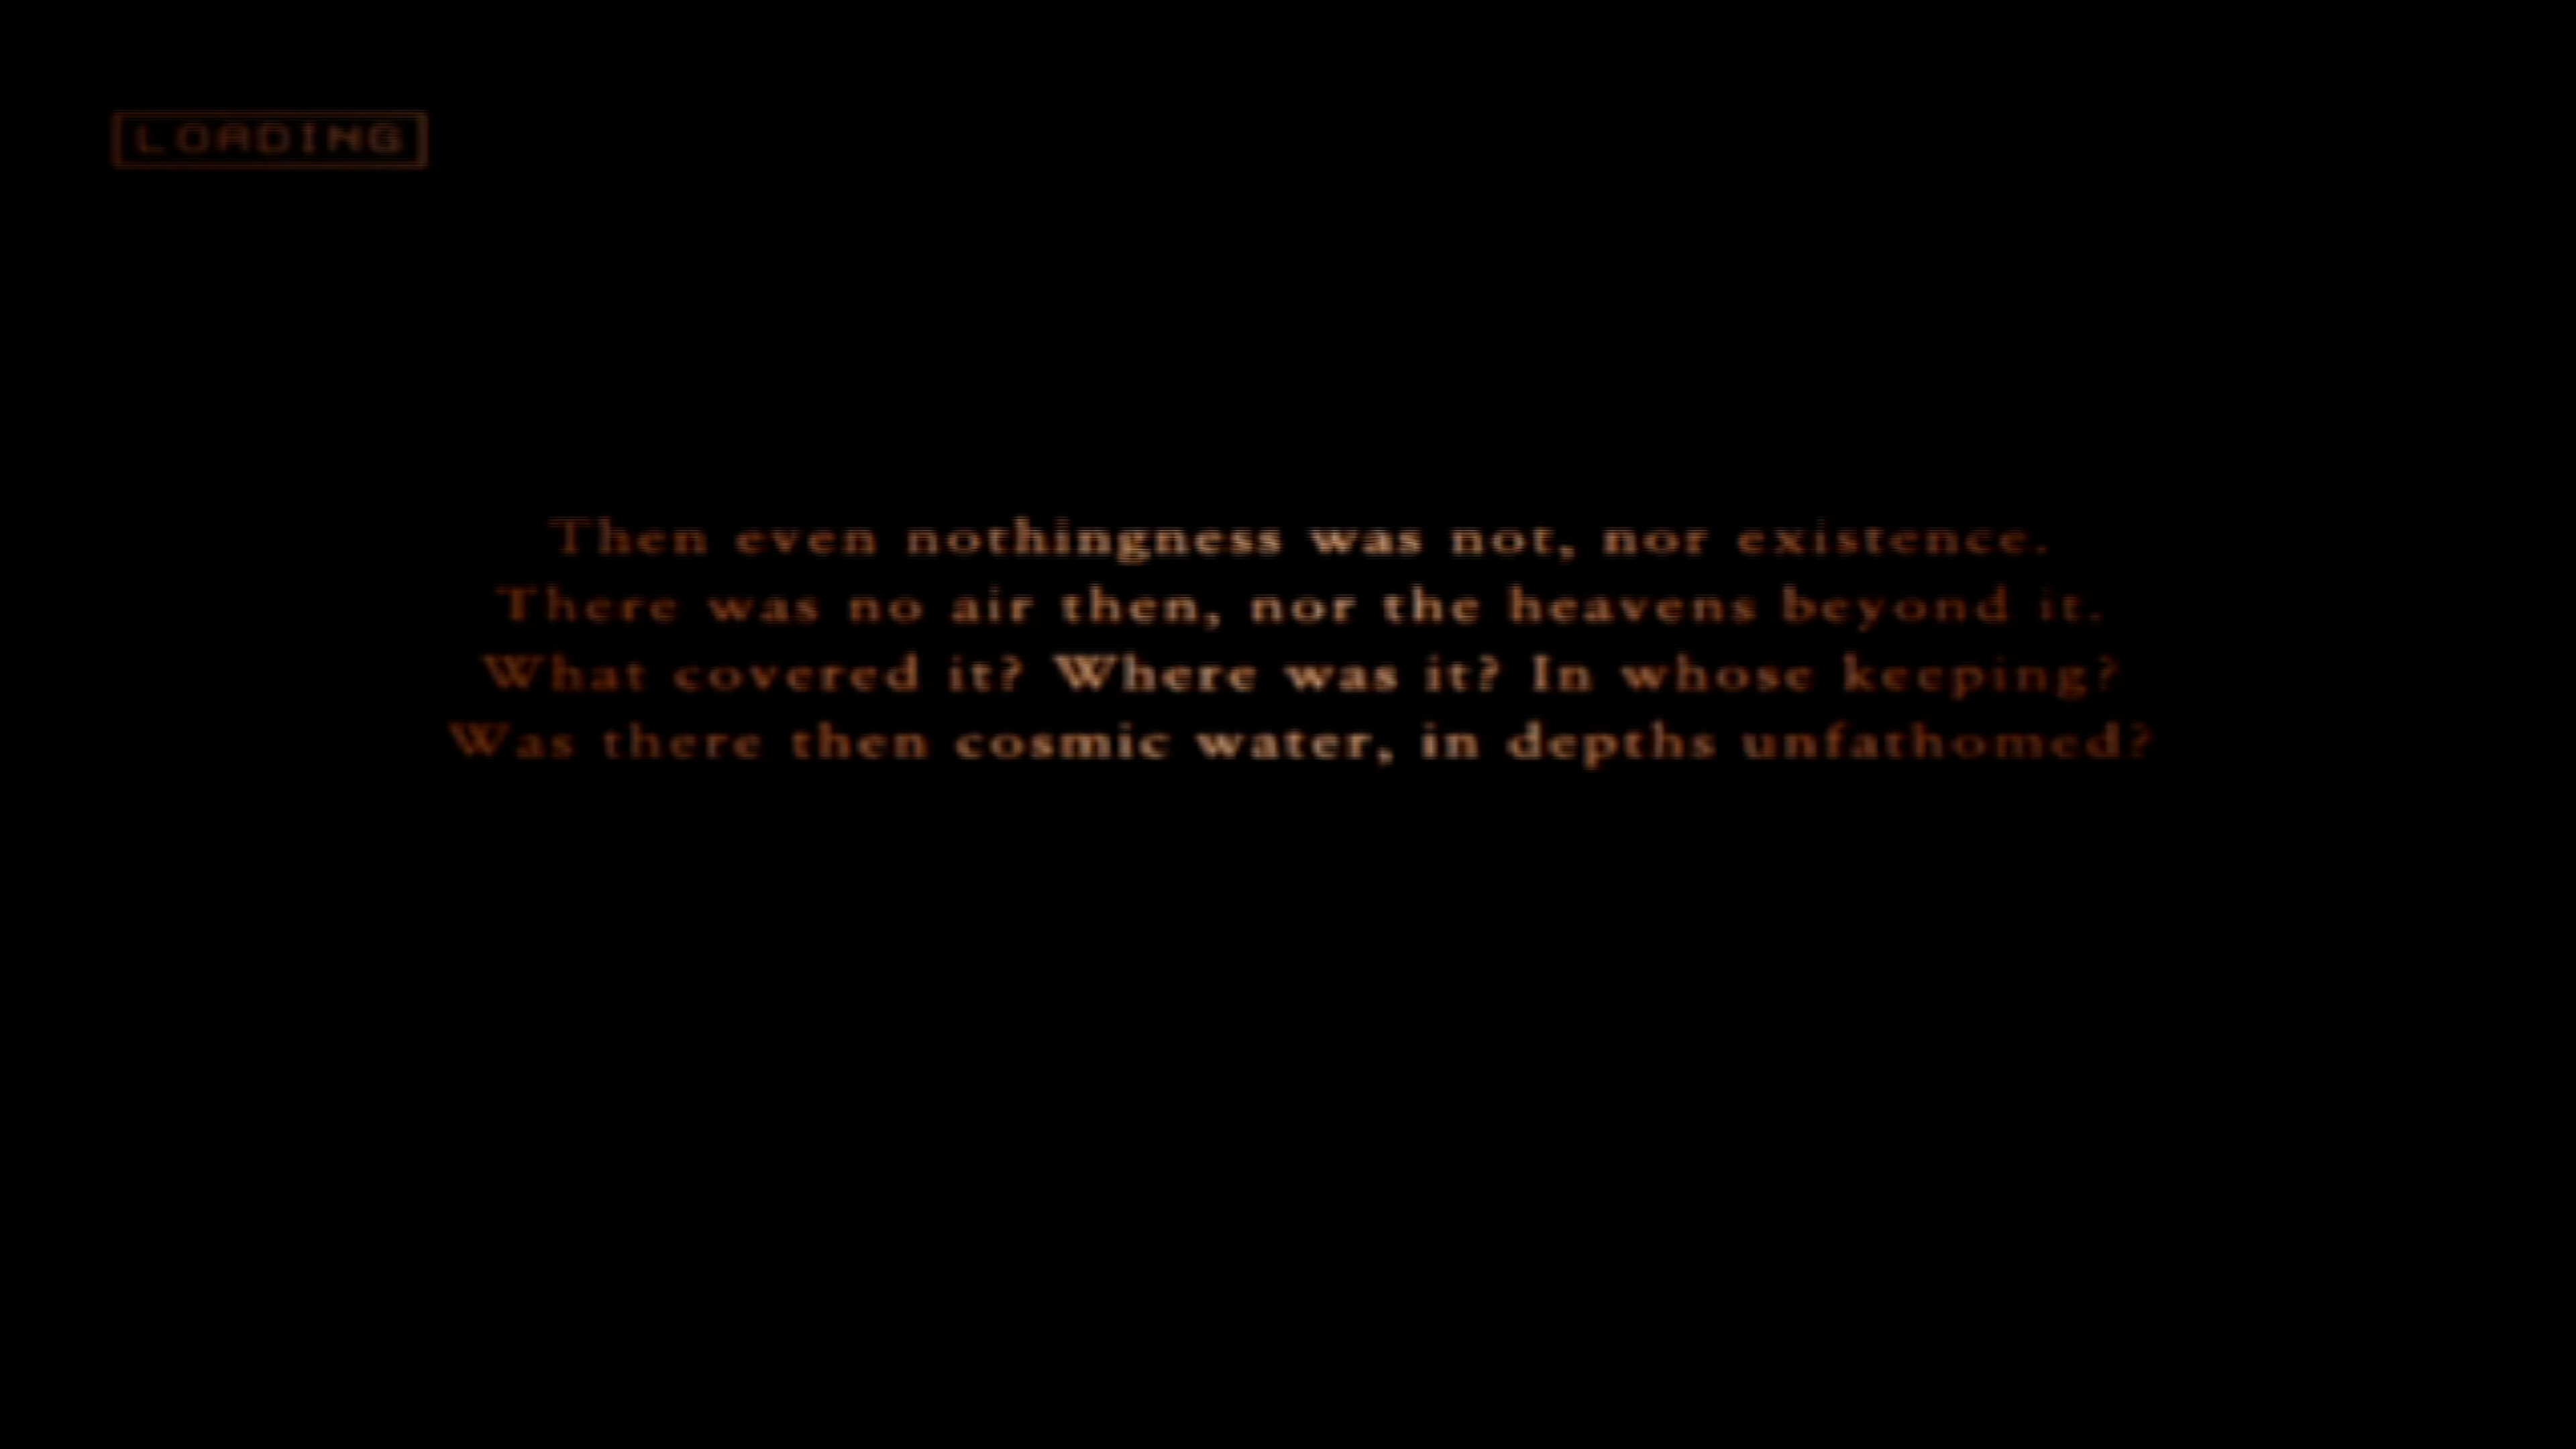 LOADING
Then even nothingness was not, nor existence.
There was no air then, nor the heavens beyond it.
What covered it? Where was it? In whose keeping?
Was there then cosmic water, in depths unfathomed?